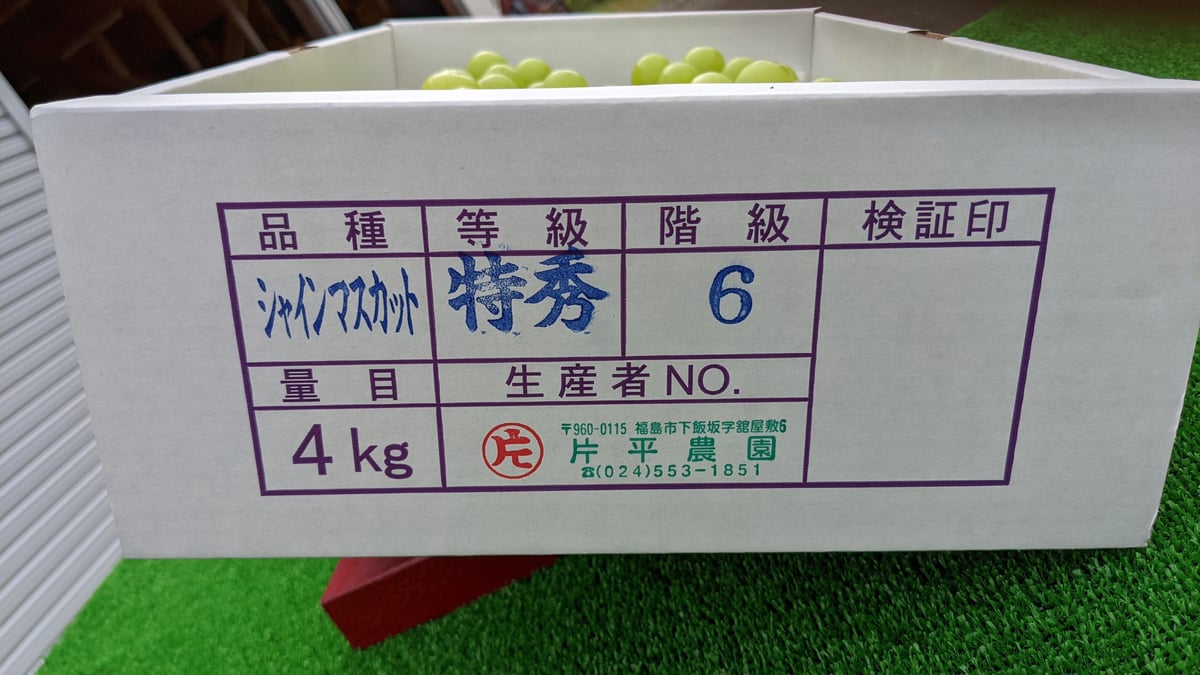 品種 等級 階級 検証印
シャインマスカット 特秀 6
量目 生産者NO.
4kg
片
〒960-0115 福島市下飯坂字舘屋敷6
片平農園
☎(024)553-1851